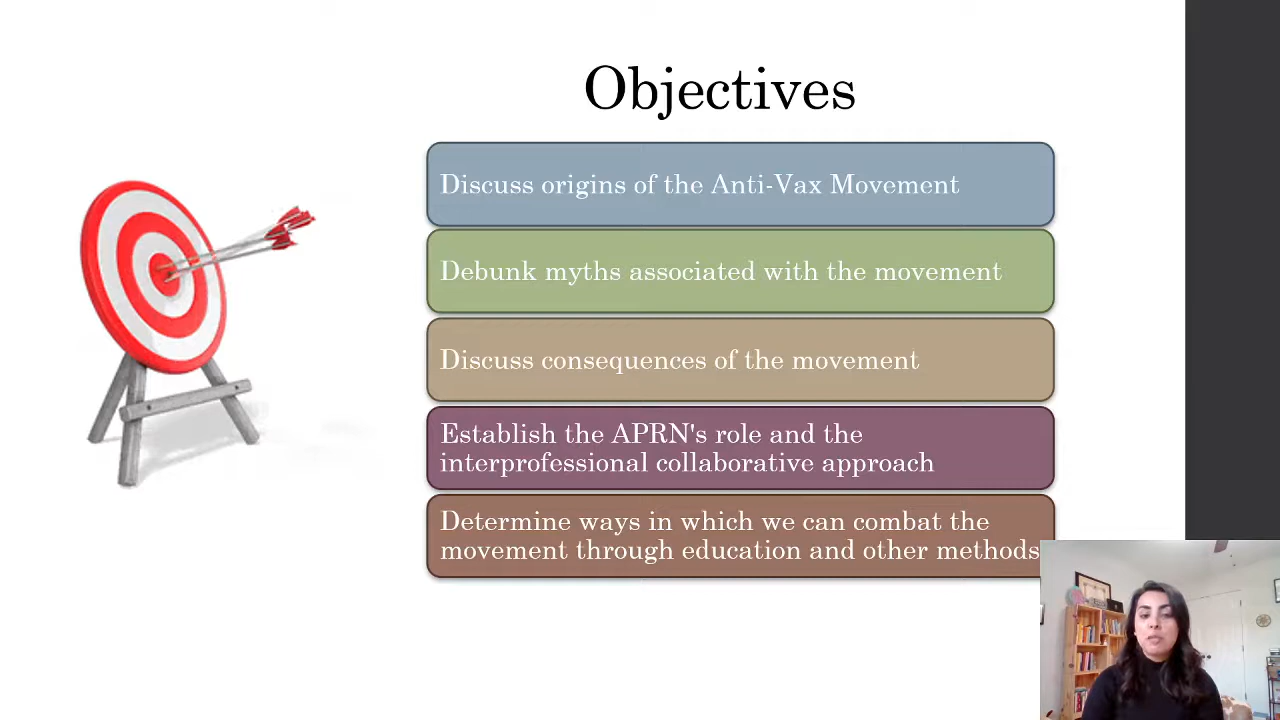 Objectives
Discuss origins of the Anti-Vax Movement
Debunk myths associated with the movement
Discuss consequences of the movement
Establish the APRN's role and the
interprofessional collaborative approach
Determine ways in which we can combat the
movement through education and other methods